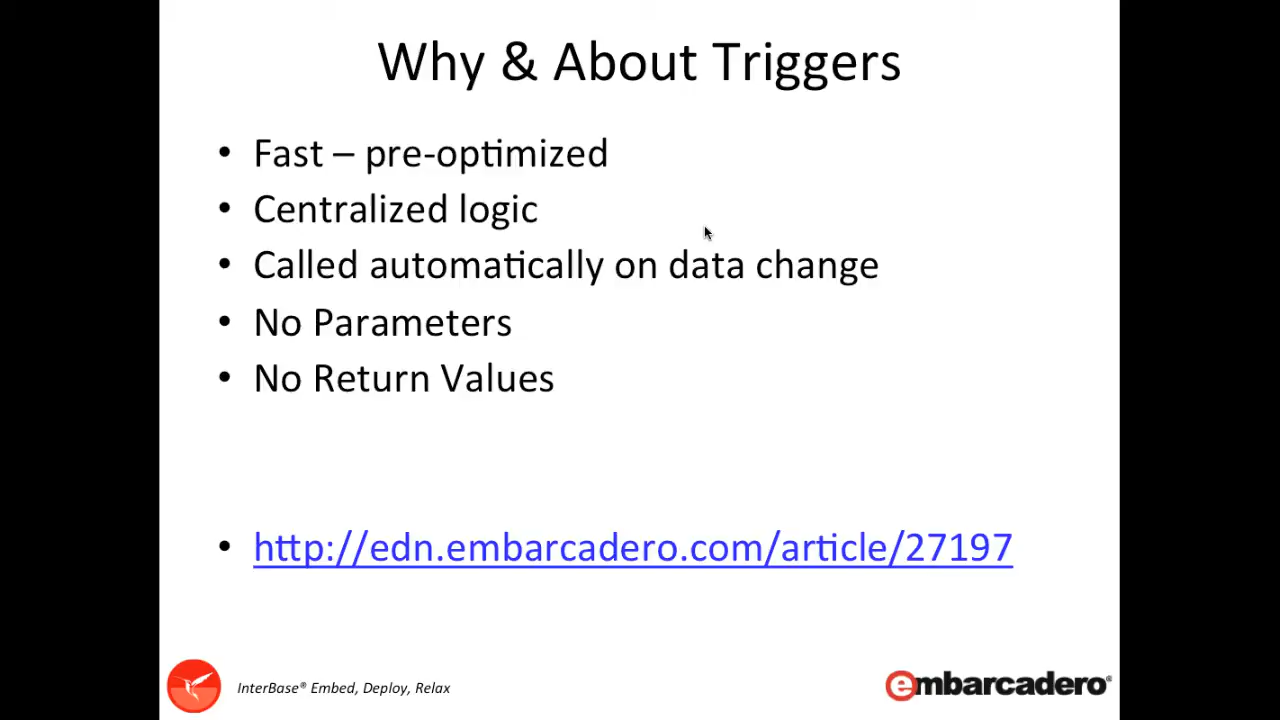 Why & About Triggers
• Fast – pre-optimized
• Centralized logic
• Called automatically on data change
• No Parameters
• No Return Values
• http://edn.embarcadero.com/article/27197
InterBase® Embed, Deploy, Relax
embarcadero®